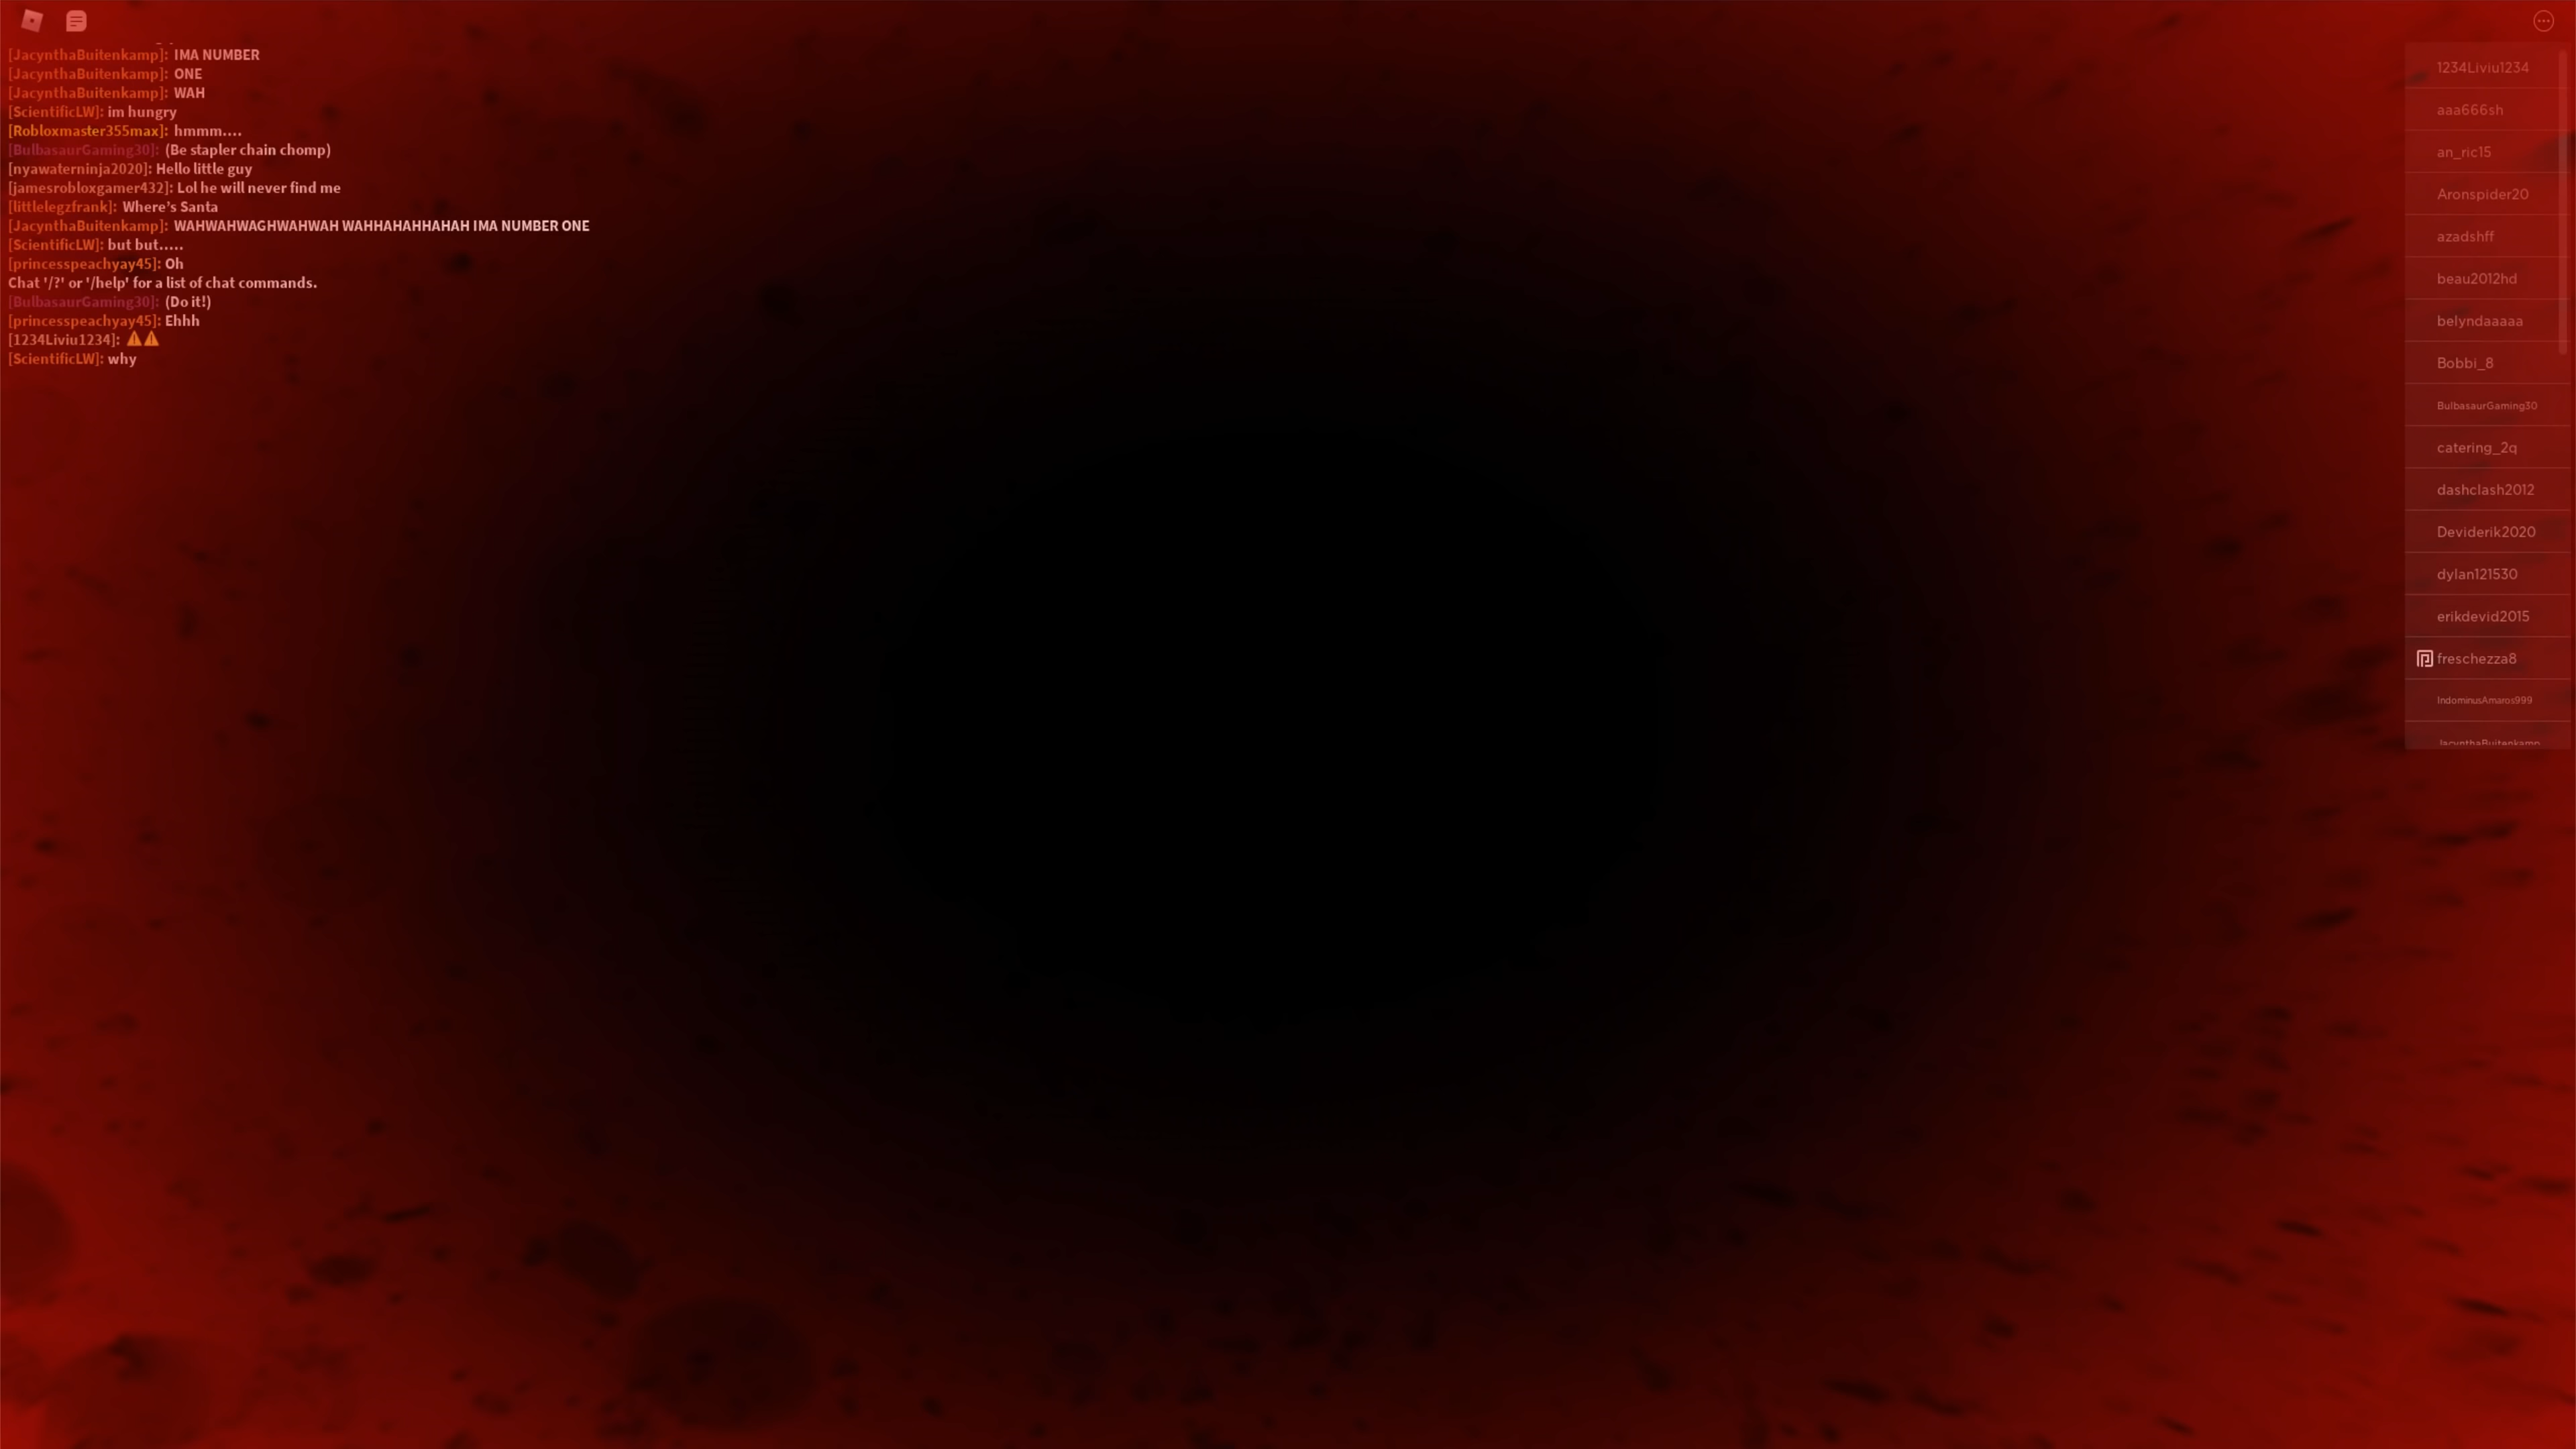 [JacynthaBuitenkamp]: IMA NUMBER
[JacynthaBuitenkamp]: ONE
[JacynthaBuitenkamp]: WAH
[ScientificLW]: im hungry
[Robloxmaster355max]: hmmm....
[BulbasaurGaming30]: (Be stapler chain chomp)
[nyawaterninja2020]: Hello little guy
[jamesrobloxgamer432]: Lol he will never find me
[littlelegzfrank]: Where's Santa
[JacynthaBuitenkamp]: WAHWAHWAGHWAHWAH WAHHAHAHHAHAH IMA NUMBER ONE
[ScientificLW]: but but.....
[princesspeachyay45]: Oh
Chat '/?' or '/help' for a list of chat commands.
[BulbasaurGaming30]: (Do it!)
[princesspeachyay45]: Ehhh
[1234Liviu1234]: ⚠⚠
[ScientificLW]: why
1234Liviu1234
aaa666sh
an_ric15
Aronspider20
azadshff
beau2012hd
belyndaaaaa
Bobbi_8
BulbasaurGaming30
catering_2q
dashclash2012
Deviderik2020
dylan121530
erikdevid2015
freschezza8
IndominusAmaros999
JacynthaBuitenkamp